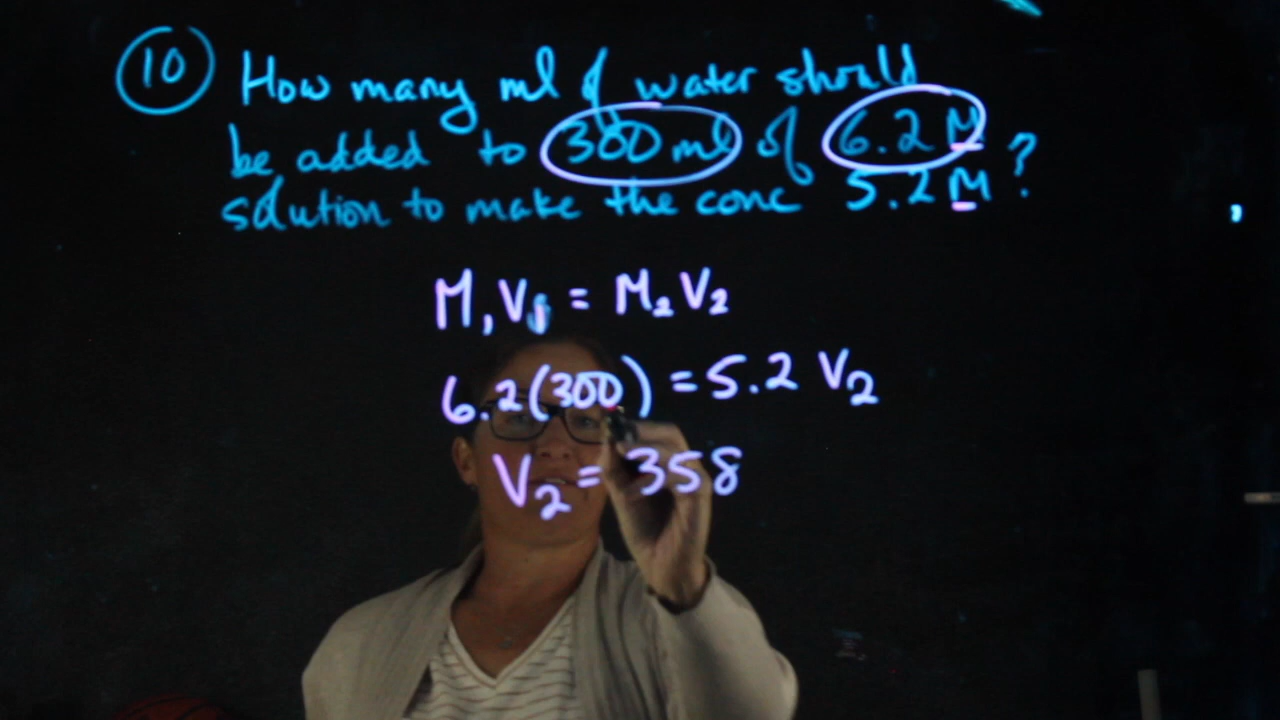 10 How many ml of water should
be added to 300 ml of 6.2 M
solution to make the conc 5.2 M ?
M₁V₁ = M₂V₂
6.2(300) = 5.2 V₂
V₂ = 358